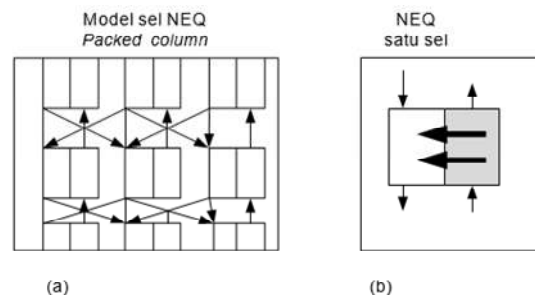 Model sel NEQ
Packed column
NEQ
satu sel
(a)
(b)